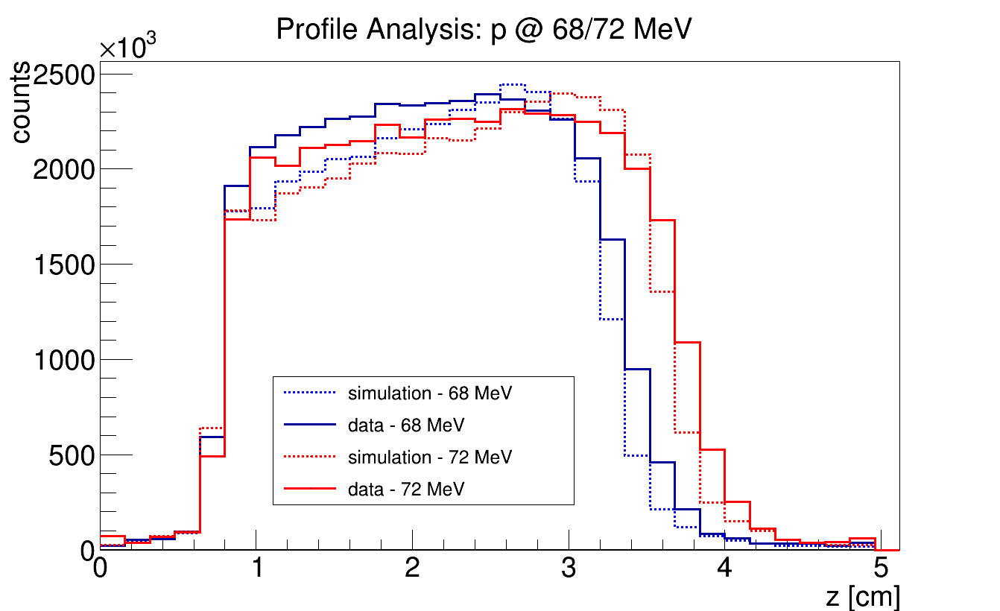 Profile Analysis: p @ 68/72 MeV
×10³
counts
2500
2000
1500
1000
500
0
simulation - 68 MeV
data - 68 MeV
simulation - 72 MeV
data - 72 MeV
0 1 2 3 4 5
z [cm]